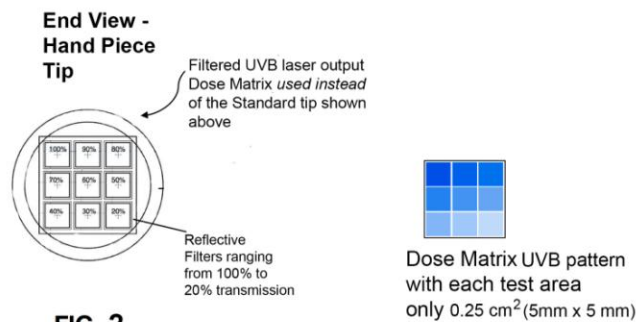 End View -
Hand Piece
Tip
Filtered UVB laser output
Dose Matrix used instead
of the Standard tip shown
above
100% 90% 80%
70% 60% 50%
40% 30% 20%
Reflective
Filters ranging
from 100% to
20% transmission
Dose Matrix UVB pattern
with each test area
only 0.25 cm² (5mm x 5 mm)
FIG. 2